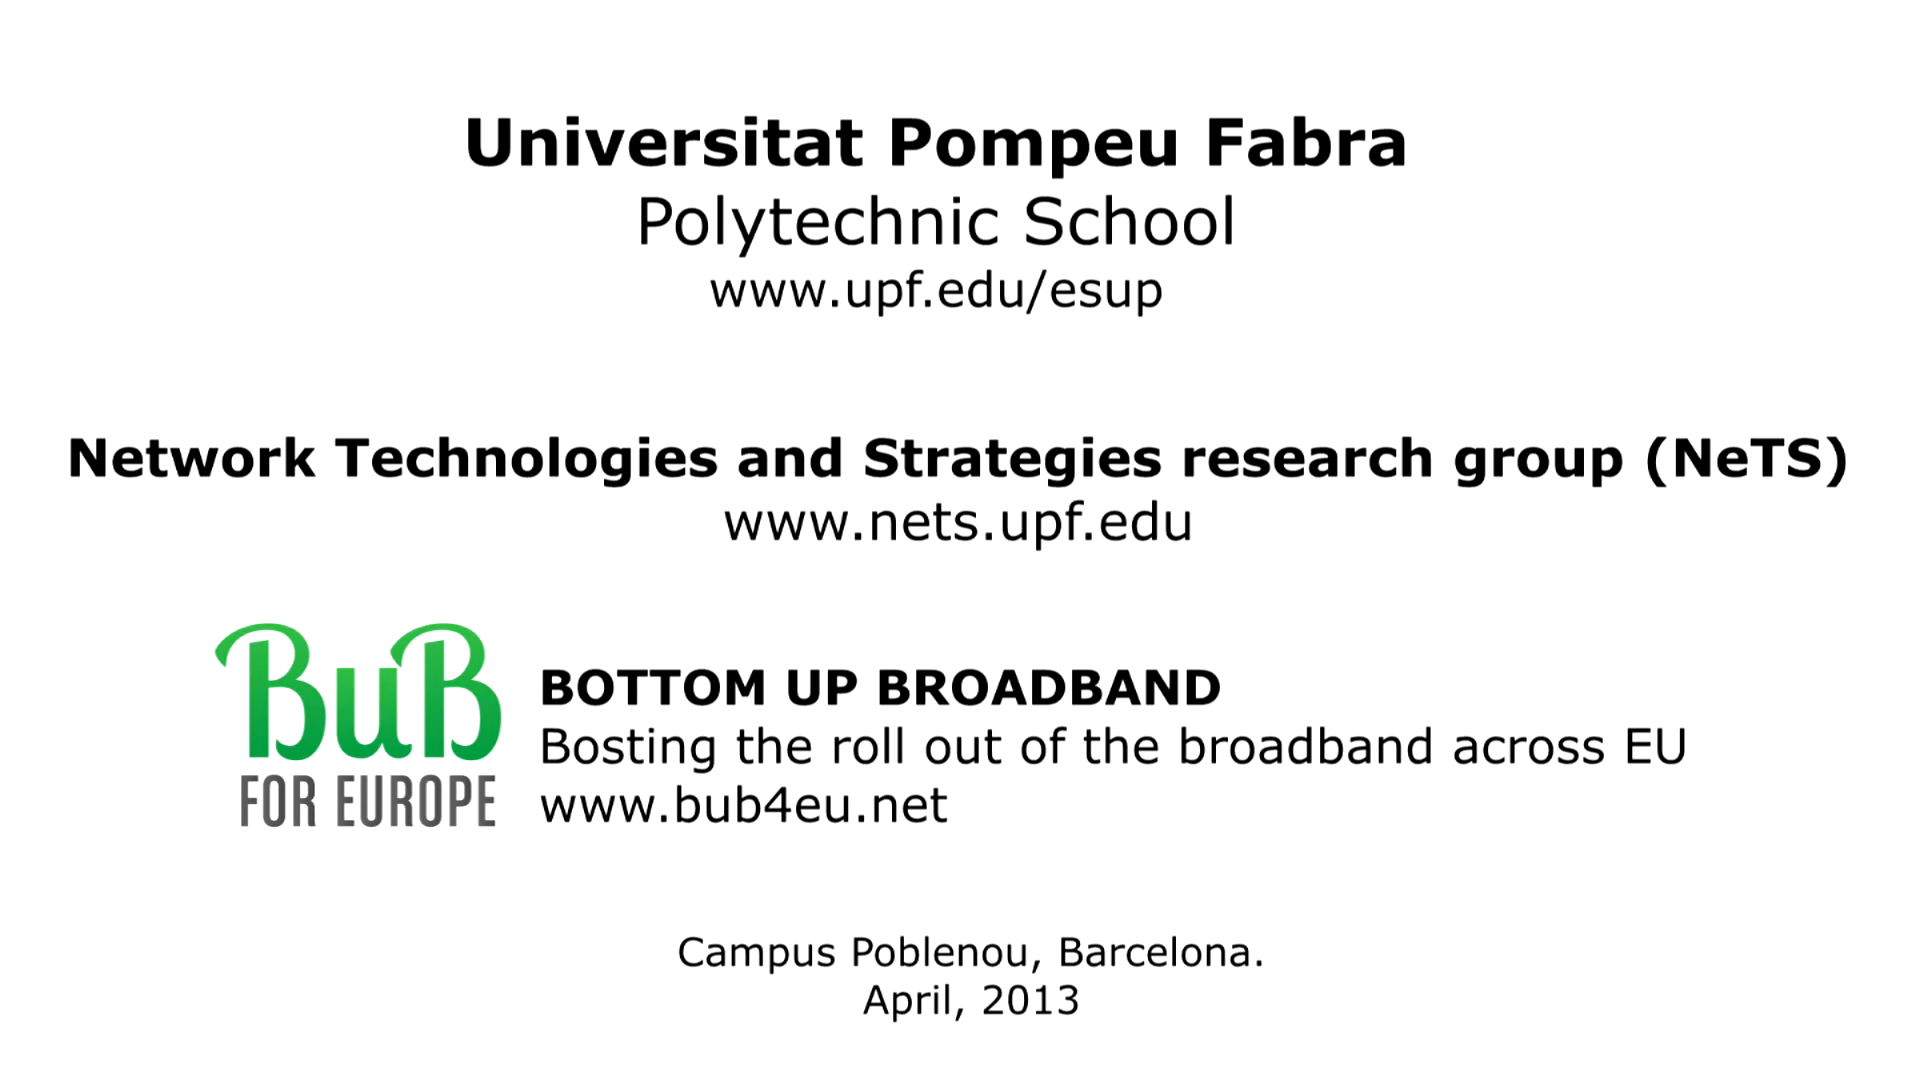 Universitat Pompeu Fabra
Polytechnic School
www.upf.edu/esup
Network Technologies and Strategies research group (NeTS)
www.nets.upf.edu
BuB
FOR EUROPE
BOTTOM UP BROADBAND
Bosting the roll out of the broadband across EU
www.bub4eu.net
Campus Poblenou, Barcelona.
April, 2013